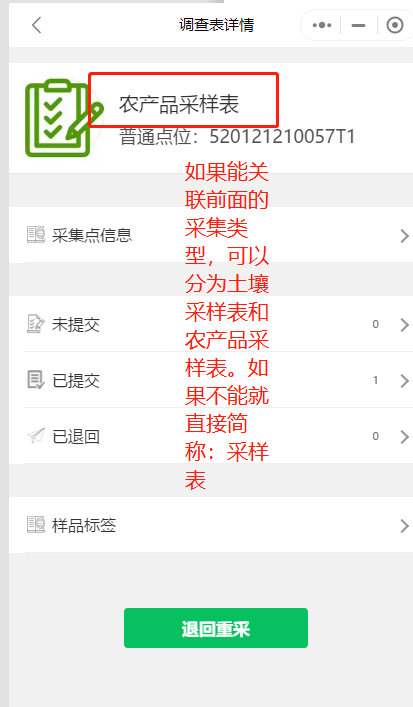 调查表详情
农产品采样表
普通点位：520121210057T1
如果能关
联前面的
采集类
型，可以
分为土壤
采样表和
农产品采
样表。如
果不能就
直接简
称：采样
表
采集点信息
未提交 0
已提交 1
已退回 0
样品标签
退回重采